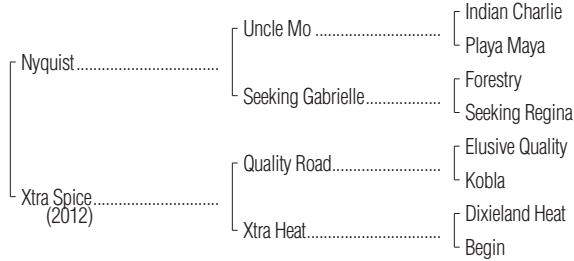 Indian Charlie
Uncle Mo
Playa Maya
Nyquist
Forestry
Seeking Gabrielle
Seeking Regina
Elusive Quality
Quality Road
Kobla
Xtra Spice
(2012)
Dixieland Heat
Xtra Heat
Begin